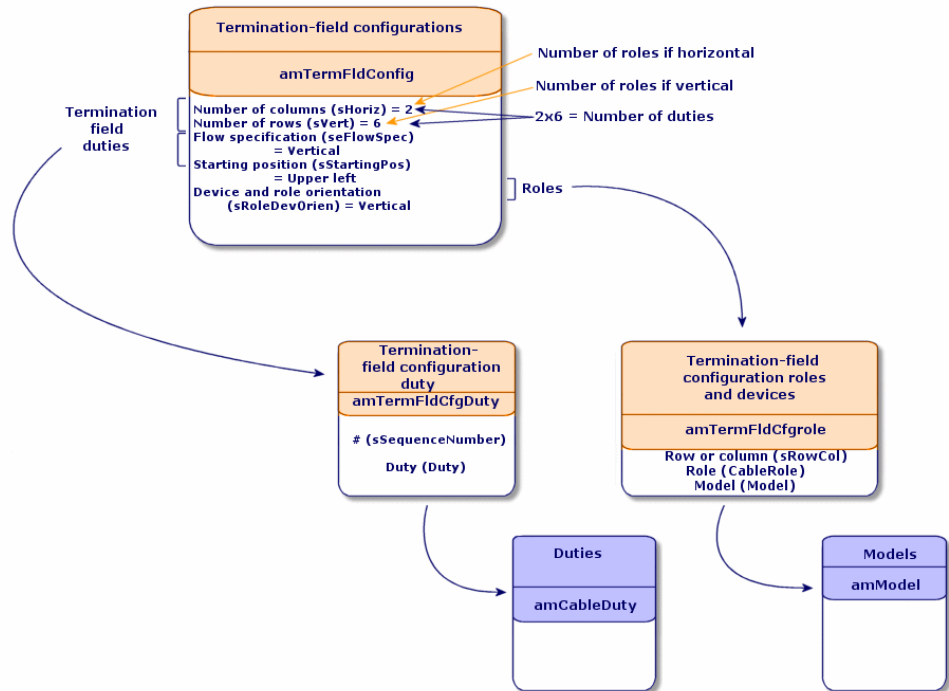 Termination-field configurations
amTermFldConfig
Number of columns (sHoriz) = 2
Number of rows (sVert) = 6
Flow specification (seFlowSpec)
= Vertical
Starting position (sStartingPos)
= Upper left
Device and role orientation
(sRoleDevOrien) = Vertical
Number of roles if horizontal
Number of roles if vertical
2x6 = Number of duties
Termination
field
duties
Roles
Termination-
field configuration
duty
amTermFldCfgDuty
# (sSequenceNumber)
Duty (Duty)
Termination-field
configuration roles
and devices
amTermFldCfgrole
Row or column (sRowCol)
Role (CableRole)
Model (Model)
Duties
amCableDuty
Models
amModel